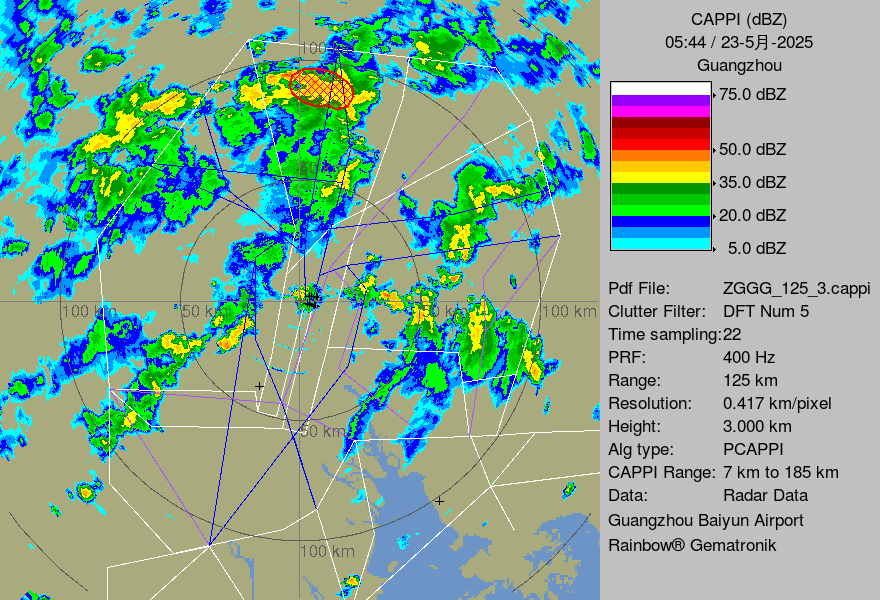 CAPPI (dBZ)
05:44 / 23-5月-2025
Guangzhou
75.0 dBZ
50.0 dBZ
35.0 dBZ
20.0 dBZ
5.0 dBZ
Pdf File: ZGGG_125_3.cappi
Clutter Filter: DFT Num 5
Time sampling:22
PRF: 400 Hz
Range: 125 km
Resolution: 0.417 km/pixel
Height: 3.000 km
Alg type: PCAPPI
CAPPI Range: 7 km to 185 km
Data: Radar Data
Guangzhou Baiyun Airport
Rainbow® Gematronik
100 km 50 km 100 km
50 km
100 km